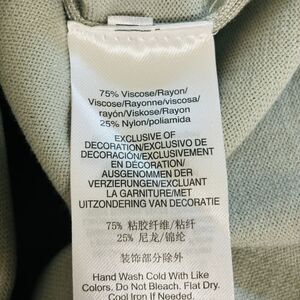 75% Viscose/Rayon/
Viscose/Rayonne/viscosa/
rayón/Viskose/Rayon
25% Nylon/poliamida
EXCLUSIVE OF
DECORATION/EXCLUSIVO DE
DECORACIÓN/EXCLUSIVEMENT
EN DÉCORATION/
AUSGENOMMEN DER
VERZIERUNGEN/EXCLUANT
LA GARNITURE/MET
UITZONDERING VAN DECORATIE
75% 粘胶纤维/粘纤
25% 尼龙/锦纶
装饰部分除外
Hand Wash Cold With Like
Colors. Do Not Bleach. Flat Dry.
Cool Iron If Needed.